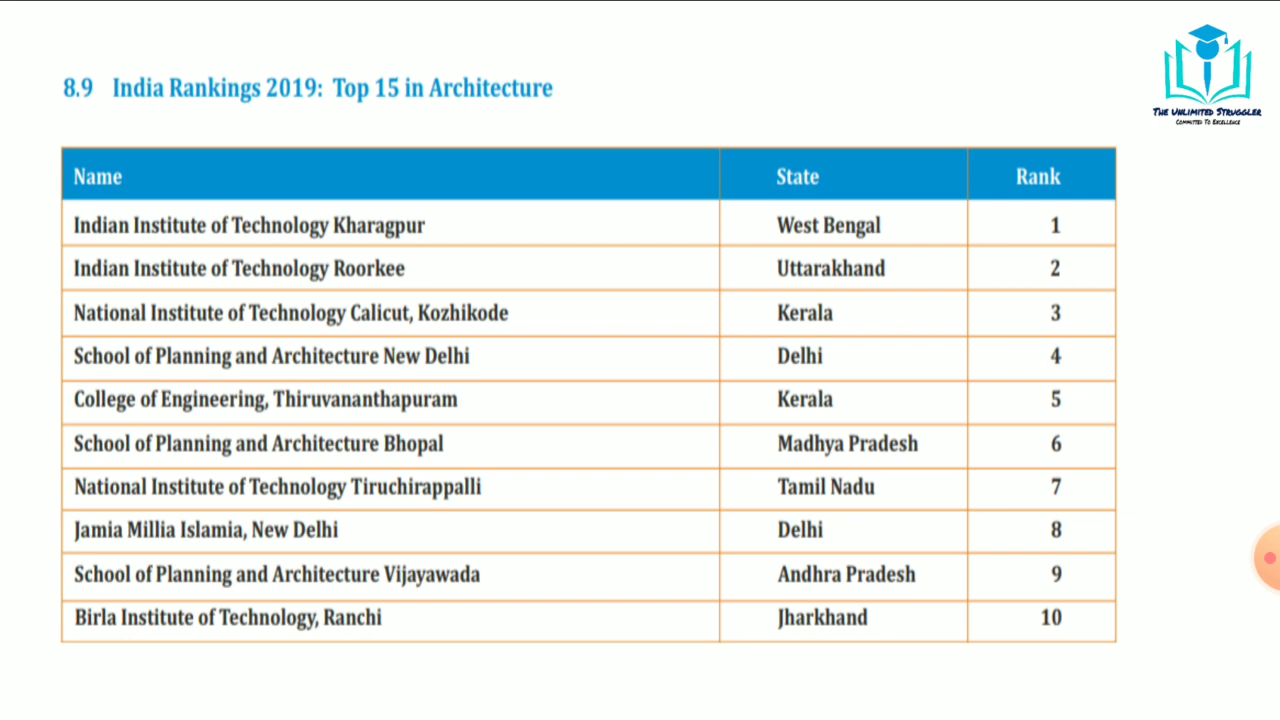 8.9 India Rankings 2019: Top 15 in Architecture
THE UNLIMITED STRUGGLER
COMMITTED TO EXCELLENCE
Name State Rank
Indian Institute of Technology Kharagpur West Bengal 1
Indian Institute of Technology Roorkee Uttarakhand 2
National Institute of Technology Calicut, Kozhikode Kerala 3
School of Planning and Architecture New Delhi Delhi 4
College of Engineering, Thiruvananthapuram Kerala 5
School of Planning and Architecture Bhopal Madhya Pradesh 6
National Institute of Technology Tiruchirappalli Tamil Nadu 7
Jamia Millia Islamia, New Delhi Delhi 8
School of Planning and Architecture Vijayawada Andhra Pradesh 9
Birla Institute of Technology, Ranchi Jharkhand 10